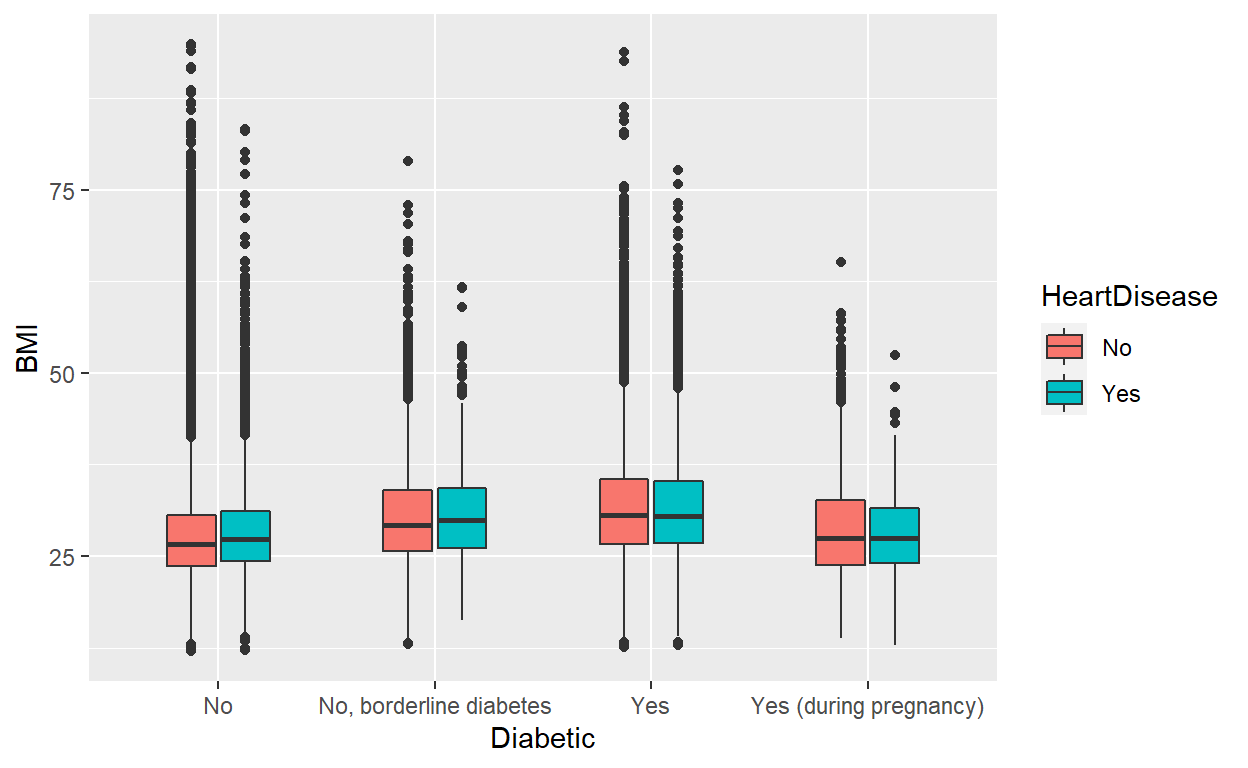 75
50
25
BMI
No
No, borderline diabetes
Yes
Yes (during pregnancy)
Diabetic
HeartDisease
No
Yes